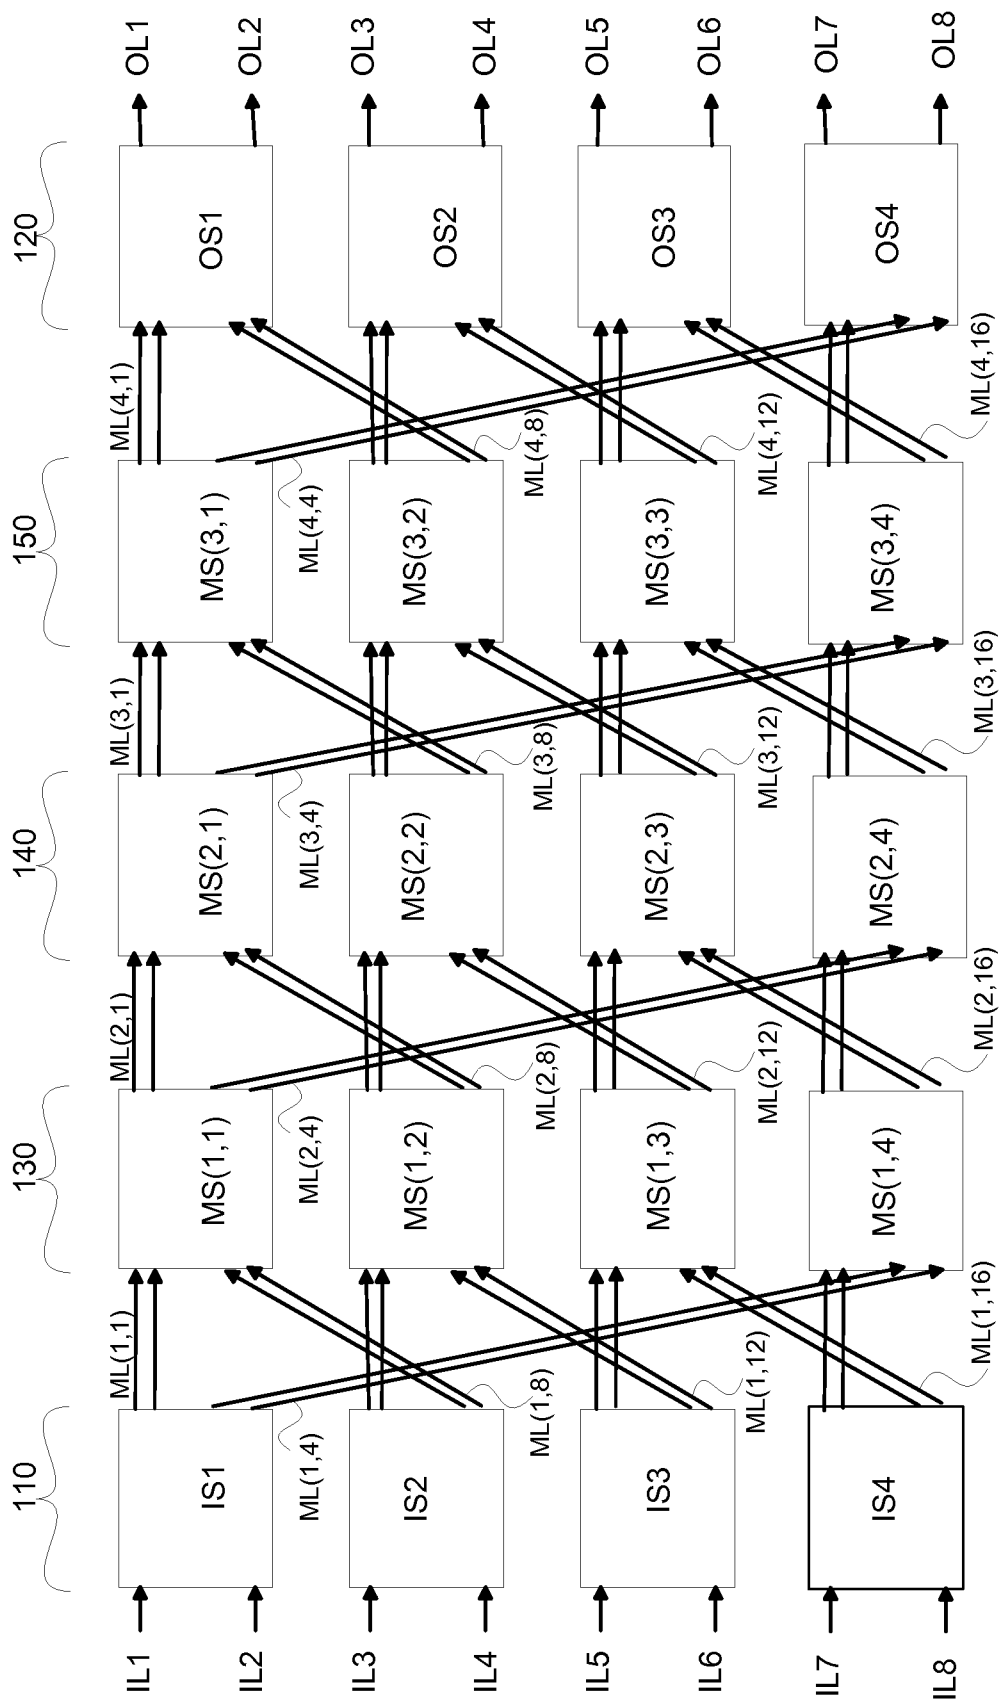 110
130
140
150
120
IL1
IS1
ML(1,1)
ML(1,4)
MS(1,1)
ML(2,1)
ML(2,4)
MS(2,1)
ML(3,1)
ML(3,4)
MS(3,1)
ML(4,1)
ML(4,4)
OS1
OL1
IL2
OL2
IL3
IS2
ML(1,8)
MS(1,2)
ML(2,8)
MS(2,2)
ML(3,8)
MS(3,2)
ML(4,8)
OS2
OL3
IL4
OL4
IL5
IS3
ML(1,12)
MS(1,3)
ML(2,12)
MS(2,3)
ML(3,12)
MS(3,3)
ML(4,12)
OS3
OL5
IL6
OL6
IL7
IS4
ML(1,16)
MS(1,4)
ML(2,16)
MS(2,4)
ML(3,16)
MS(3,4)
ML(4,16)
OS4
OL7
IL8
OL8